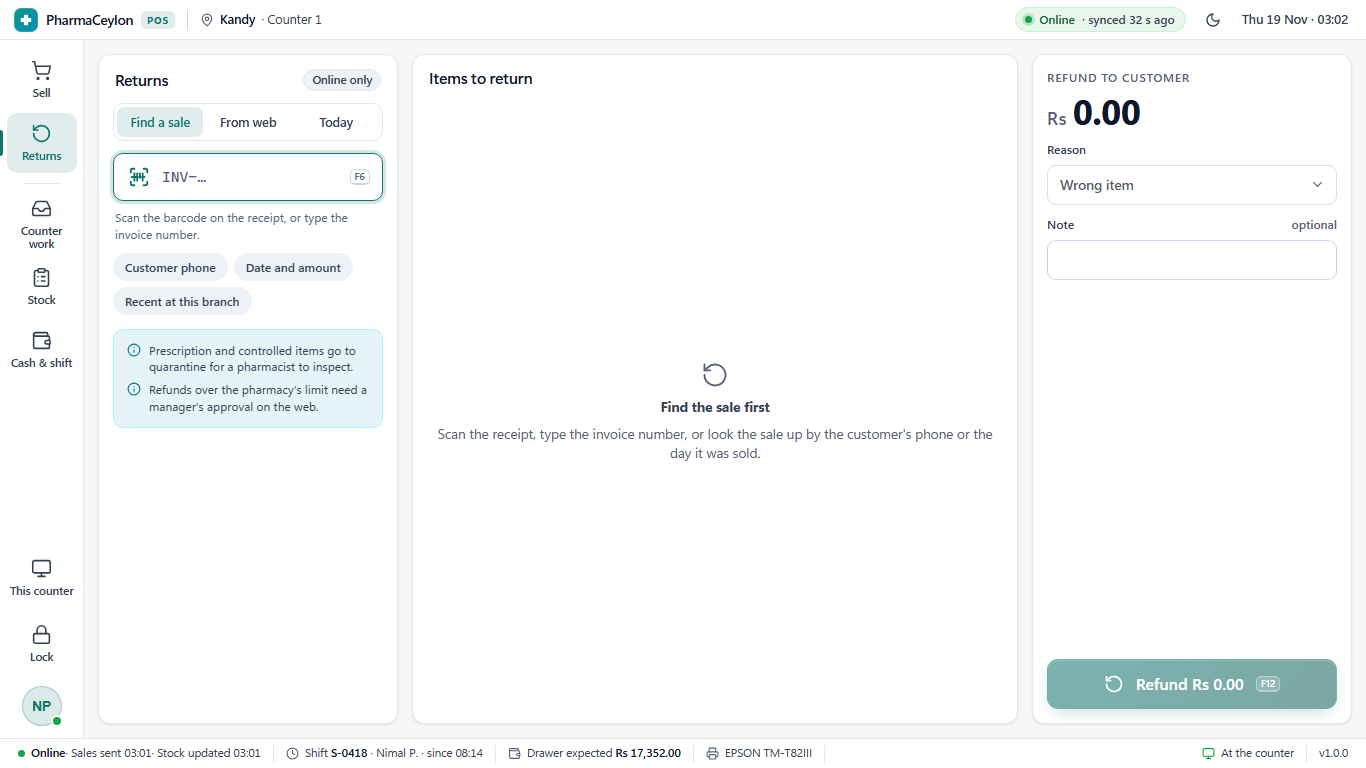 PharmaCeylon POS Kandy · Counter 1 Online · synced 32 s ago Thu 19 Nov · 03:02
Sell
Returns
Counter
work
Stock
Cash & shift
This counter
Lock
NP
Returns Online only
Find a sale From web Today
INV-… F6
Scan the barcode on the receipt, or type the
invoice number.
Customer phone Date and amount
Recent at this branch
Prescription and controlled items go to
quarantine for a pharmacist to inspect.
Refunds over the pharmacy's limit need a
manager's approval on the web.
Items to return
Find the sale first
Scan the receipt, type the invoice number, or look the sale up by the customer's phone or the
day it was sold.
REFUND TO CUSTOMER
Rs 0.00
Reason
Wrong item
Note optional
Refund Rs 0.00 F12
Online · Sales sent 03:01 · Stock updated 03:01 Shift S-0418 · Nimal P. · since 08:14 Drawer expected Rs 17,352.00 EPSON TM-T82III At the counter v1.0.0